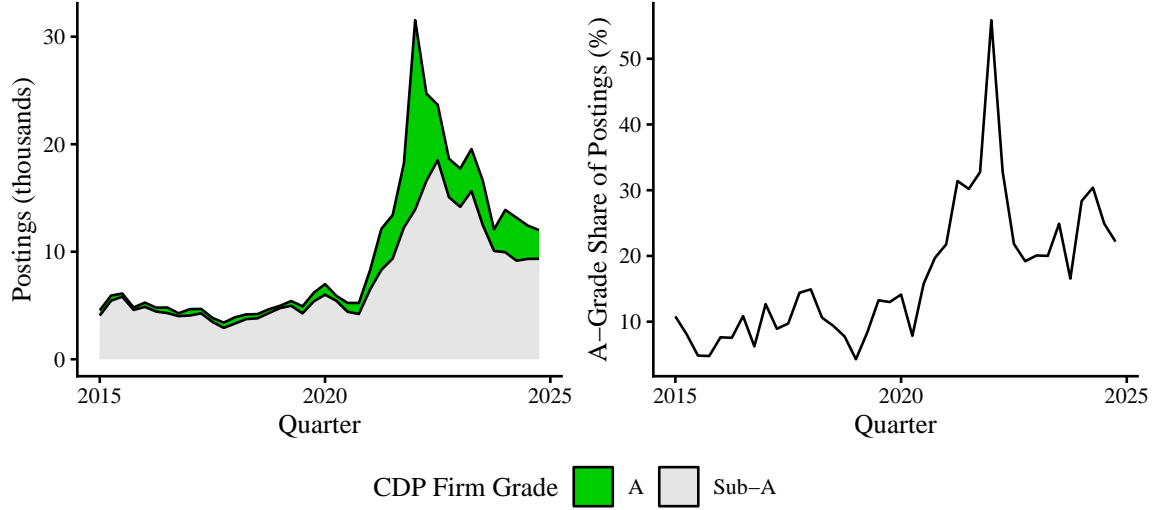 Postings (thousands)
30
20
10
0
2015
2020
2025
Quarter
A−Grade Share of Postings (%)
50
40
30
20
10
2015
2020
2025
Quarter
CDP Firm Grade
A
Sub−A